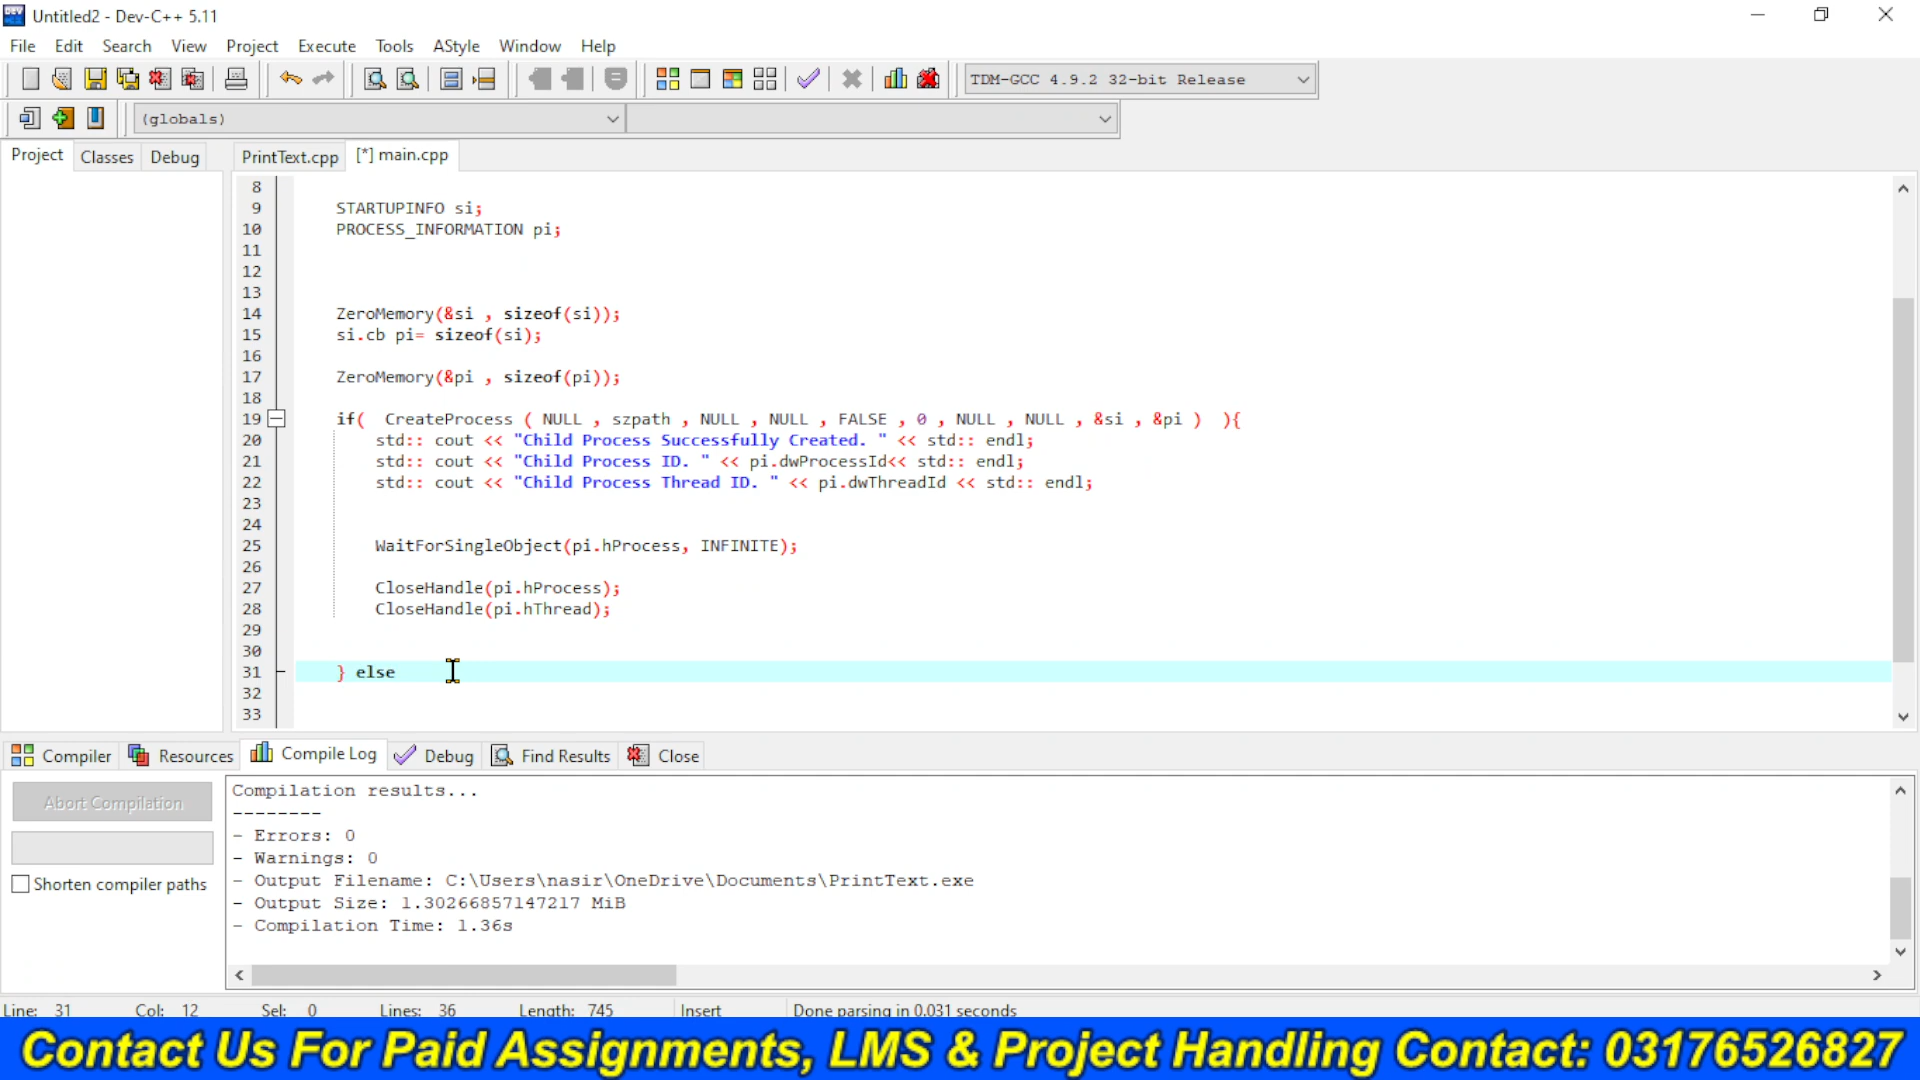 Untitled2 - Dev-C++ 5.11
File Edit Search View Project Execute Tools AStyle Window Help
TDM-GCC 4.9.2 32-bit Release
(globals)
Project Classes Debug PrintText.cpp [*] main.cpp
8
9 STARTUPINFO si;
10 PROCESS_INFORMATION pi;
11
12
13
14 ZeroMemory(&si , sizeof(si));
15 si.cb pi= sizeof(si);
16
17 ZeroMemory(&pi , sizeof(pi));
18
19 if( CreateProcess ( NULL , szpath , NULL , NULL , FALSE , 0 , NULL , NULL , &si , &pi ) ){
20 std:: cout << "Child Process Successfully Created. " << std:: endl;
21 std:: cout << "Child Process ID. " << pi.dwProcessId<< std:: endl;
22 std:: cout << "Child Process Thread ID. " << pi.dwThreadId << std:: endl;
23
24
25 WaitForSingleObject(pi.hProcess, INFINITE);
26
27 CloseHandle(pi.hProcess);
28 CloseHandle(pi.hThread);
29
30
31 } else
32
33
Compiler Resources Compile Log Debug Find Results Close
Abort Compilation
Shorten compiler paths
Compilation results...
--------
- Errors: 0
- Warnings: 0
- Output Filename: C:\Users\nasir\OneDrive\Documents\PrintText.exe
- Output Size: 1.30266857147217 MiB
- Compilation Time: 1.36s
Line: 31 Col: 12 Sel: 0 Lines: 36 Length: 745 Insert Done parsing in 0.031 seconds
Contact Us For Paid Assignments, LMS & Project Handling Contact: 03176526827